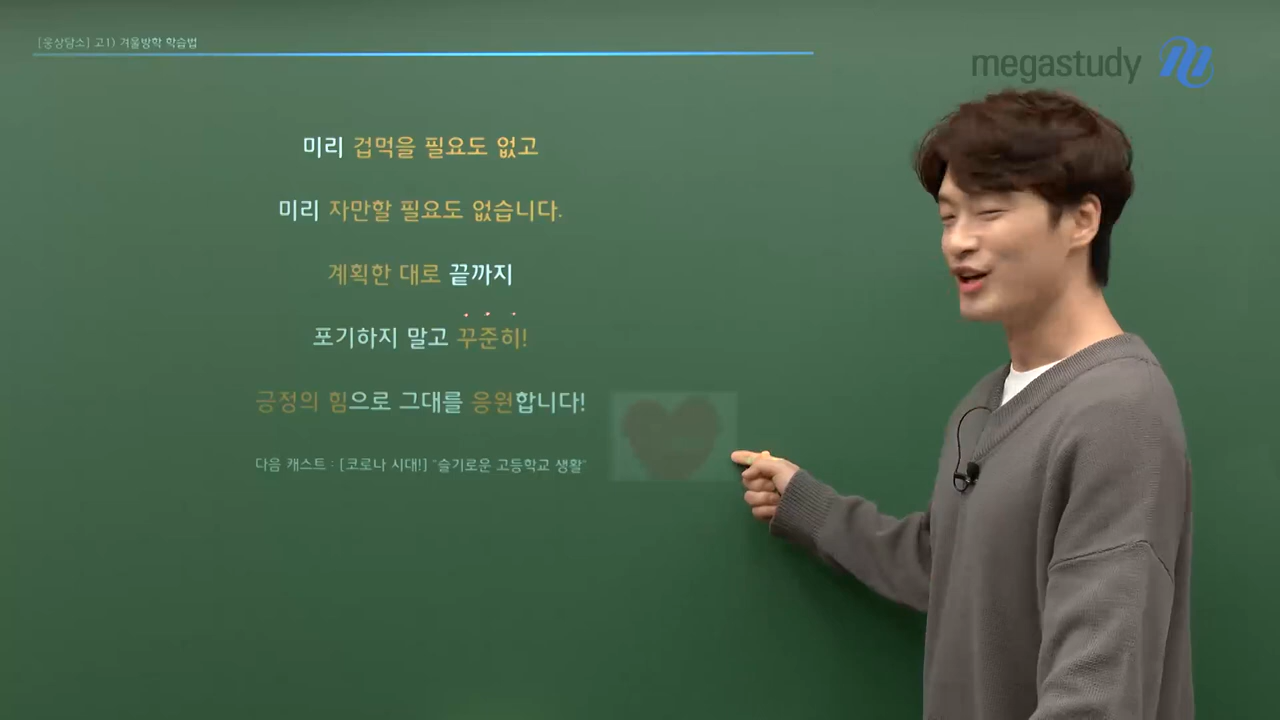 [웅상담소] 고1) 겨울방학 학습법
megastudy
미리 겁먹을 필요도 없고
미리 자만할 필요도 없습니다.
계획한 대로 끝까지
포기하지 말고 꾸준히!
긍정의 힘으로 그대를 응원합니다!
다음 캐스트 : [코로나 시대!] "슬기로운 고등학교 생활"